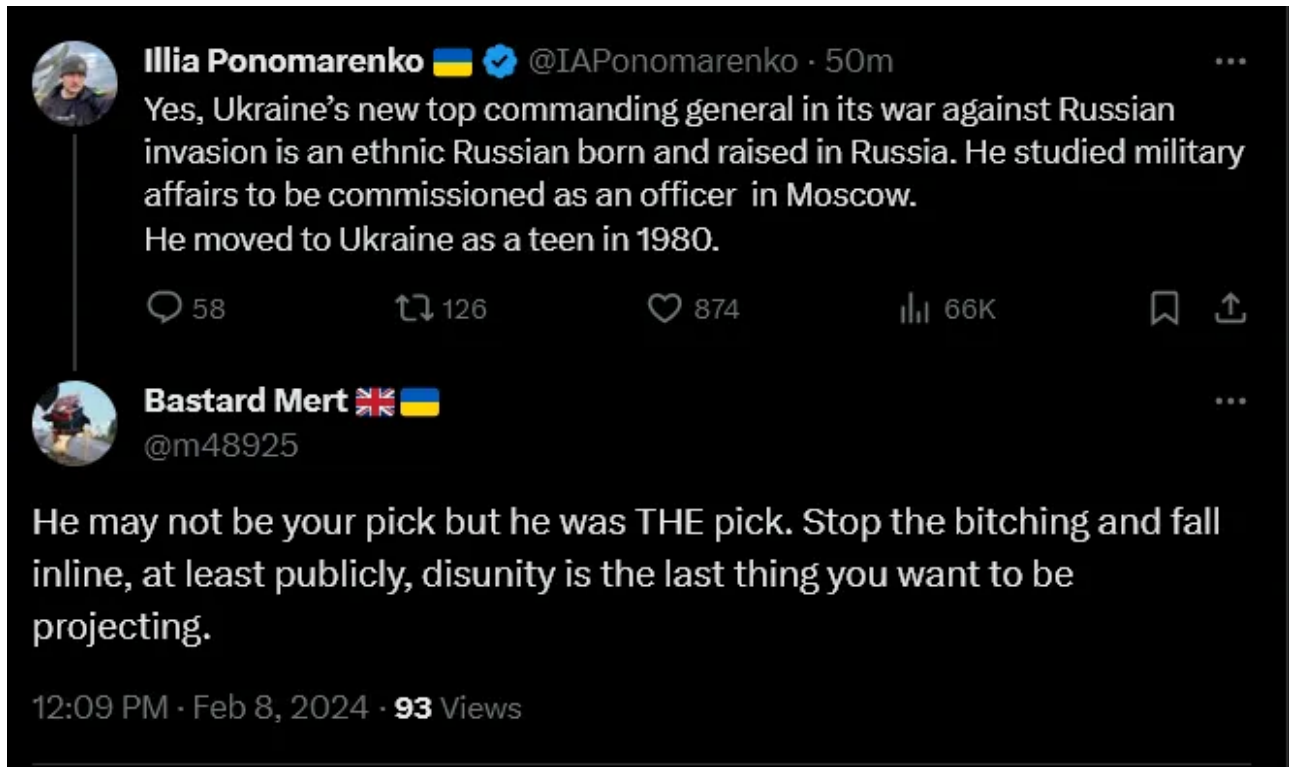 Illia Ponomarenko 🇺🇦 @IAPonomarenko · 50m
Yes, Ukraine’s new top commanding general in its war against Russian
invasion is an ethnic Russian born and raised in Russia. He studied military
affairs to be commissioned as an officer  in Moscow.
He moved to Ukraine as a teen in 1980.
58 126 874 66K
Bastard Mert 🇬🇧🇺🇦
@m48925
He may not be your pick but he was THE pick. Stop the bitching and fall
inline, at least publicly, disunity is the last thing you want to be
projecting.
12:09 PM · Feb 8, 2024 · 93 Views